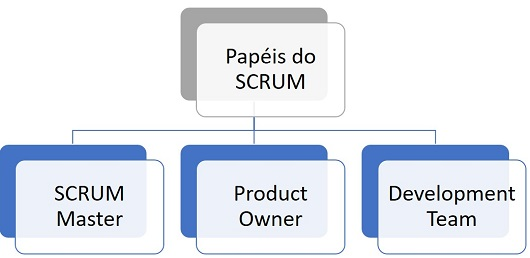 Papéis do
SCRUM
SCRUM
Master
Product
Owner
Development
Team